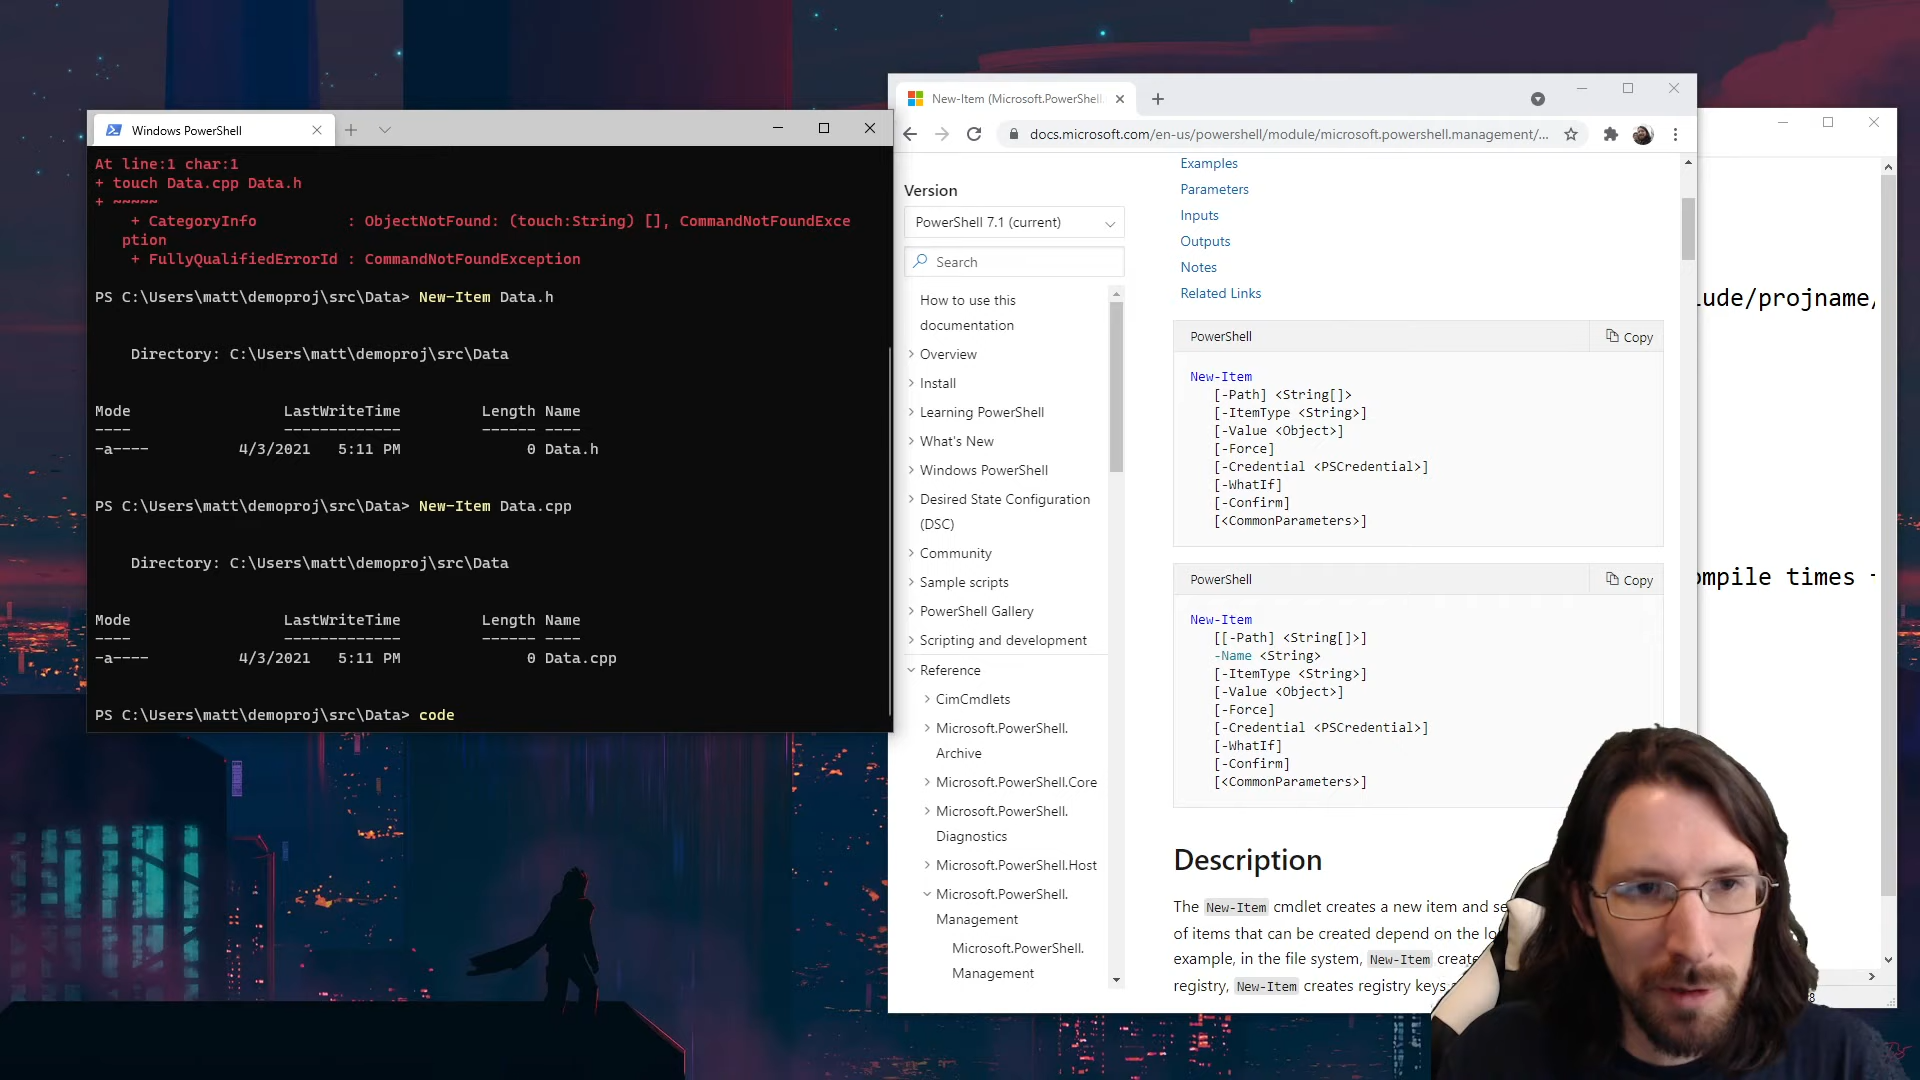 Windows PowerShell
At line:1 char:1
+ touch Data.cpp Data.h
+ ~~~~~
+ CategoryInfo : ObjectNotFound: (touch:String) [], CommandNotFoundExce
ption
+ FullyQualifiedErrorId : CommandNotFoundException
PS C:\Users\matt\demoproj\src\Data> New-Item Data.h
Directory: C:\Users\matt\demoproj\src\Data
Mode LastWriteTime Length Name
---- ------------- ------ ----
-a---- 4/3/2021 5:11 PM 0 Data.h
PS C:\Users\matt\demoproj\src\Data> New-Item Data.cpp
Directory: C:\Users\matt\demoproj\src\Data
Mode LastWriteTime Length Name
---- ------------- ------ ----
-a---- 4/3/2021 5:11 PM 0 Data.cpp
PS C:\Users\matt\demoproj\src\Data> code
New-Item (Microsoft.PowerShell.
docs.microsoft.com/en-us/powershell/module/microsoft.powershell.management/...
Version
PowerShell 7.1 (current)
Search
How to use this
documentation
Overview
Install
Learning PowerShell
What's New
Windows PowerShell
Desired State Configuration
(DSC)
Community
Sample scripts
PowerShell Gallery
Scripting and development
Reference
CimCmdlets
Microsoft.PowerShell.
Archive
Microsoft.PowerShell.Core
Microsoft.PowerShell.
Diagnostics
Microsoft.PowerShell.Host
Microsoft.PowerShell.
Management
Microsoft.PowerShell.
Management
Examples
Parameters
Inputs
Outputs
Notes
Related Links
PowerShell Copy
New-Item
[-Path] <String[]>
[-ItemType <String>]
[-Value <Object>]
[-Force]
[-Credential <PSCredential>]
[-WhatIf]
[-Confirm]
[<CommonParameters>]
PowerShell Copy
New-Item
[[-Path] <String[]>]
-Name <String>
[-ItemType <String>]
[-Value <Object>]
[-Force]
[-Credential <PSCredential>]
[-WhatIf]
[-Confirm]
[<CommonParameters>]
Description
The New-Item cmdlet creates a new item and se
of items that can be created depend on the lo
example, in the file system, New-Item create
registry, New-Item creates registry keys
lude/projname/
ompile times
8